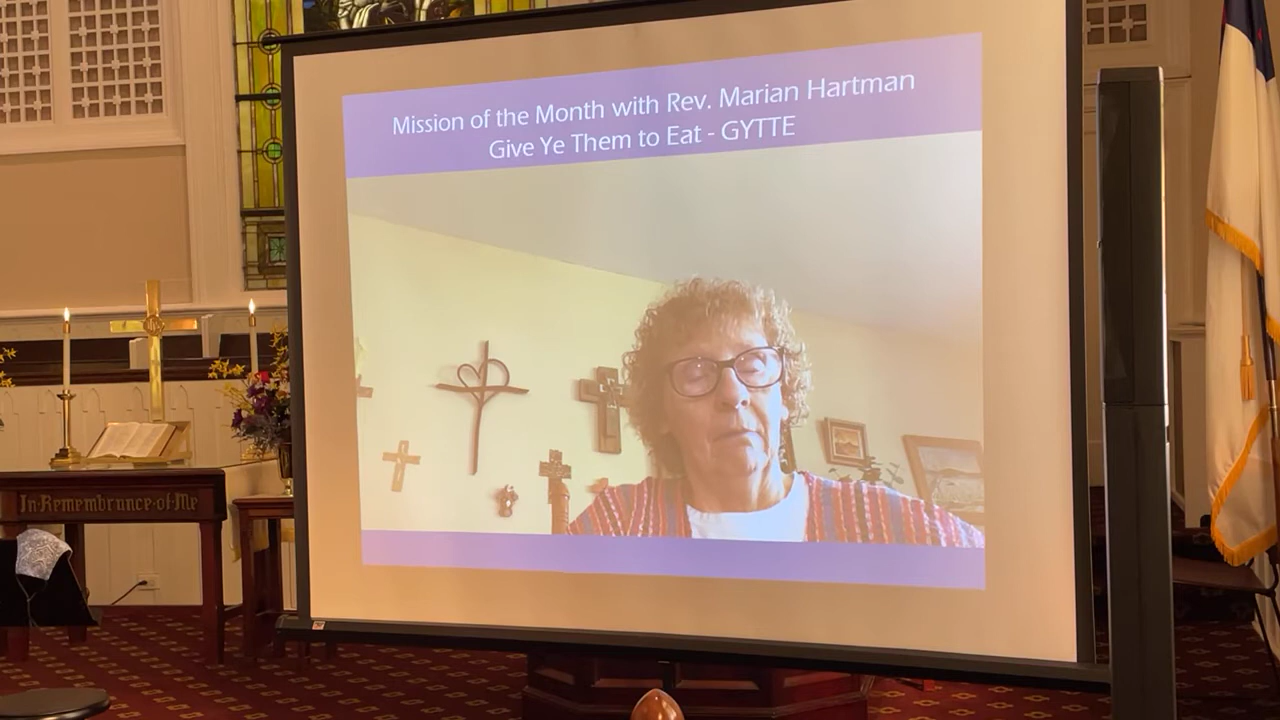 Mission of the Month with Rev. Marian Hartman
Give Ye Them to Eat - GYTTE
In·Remembrance·of·Me